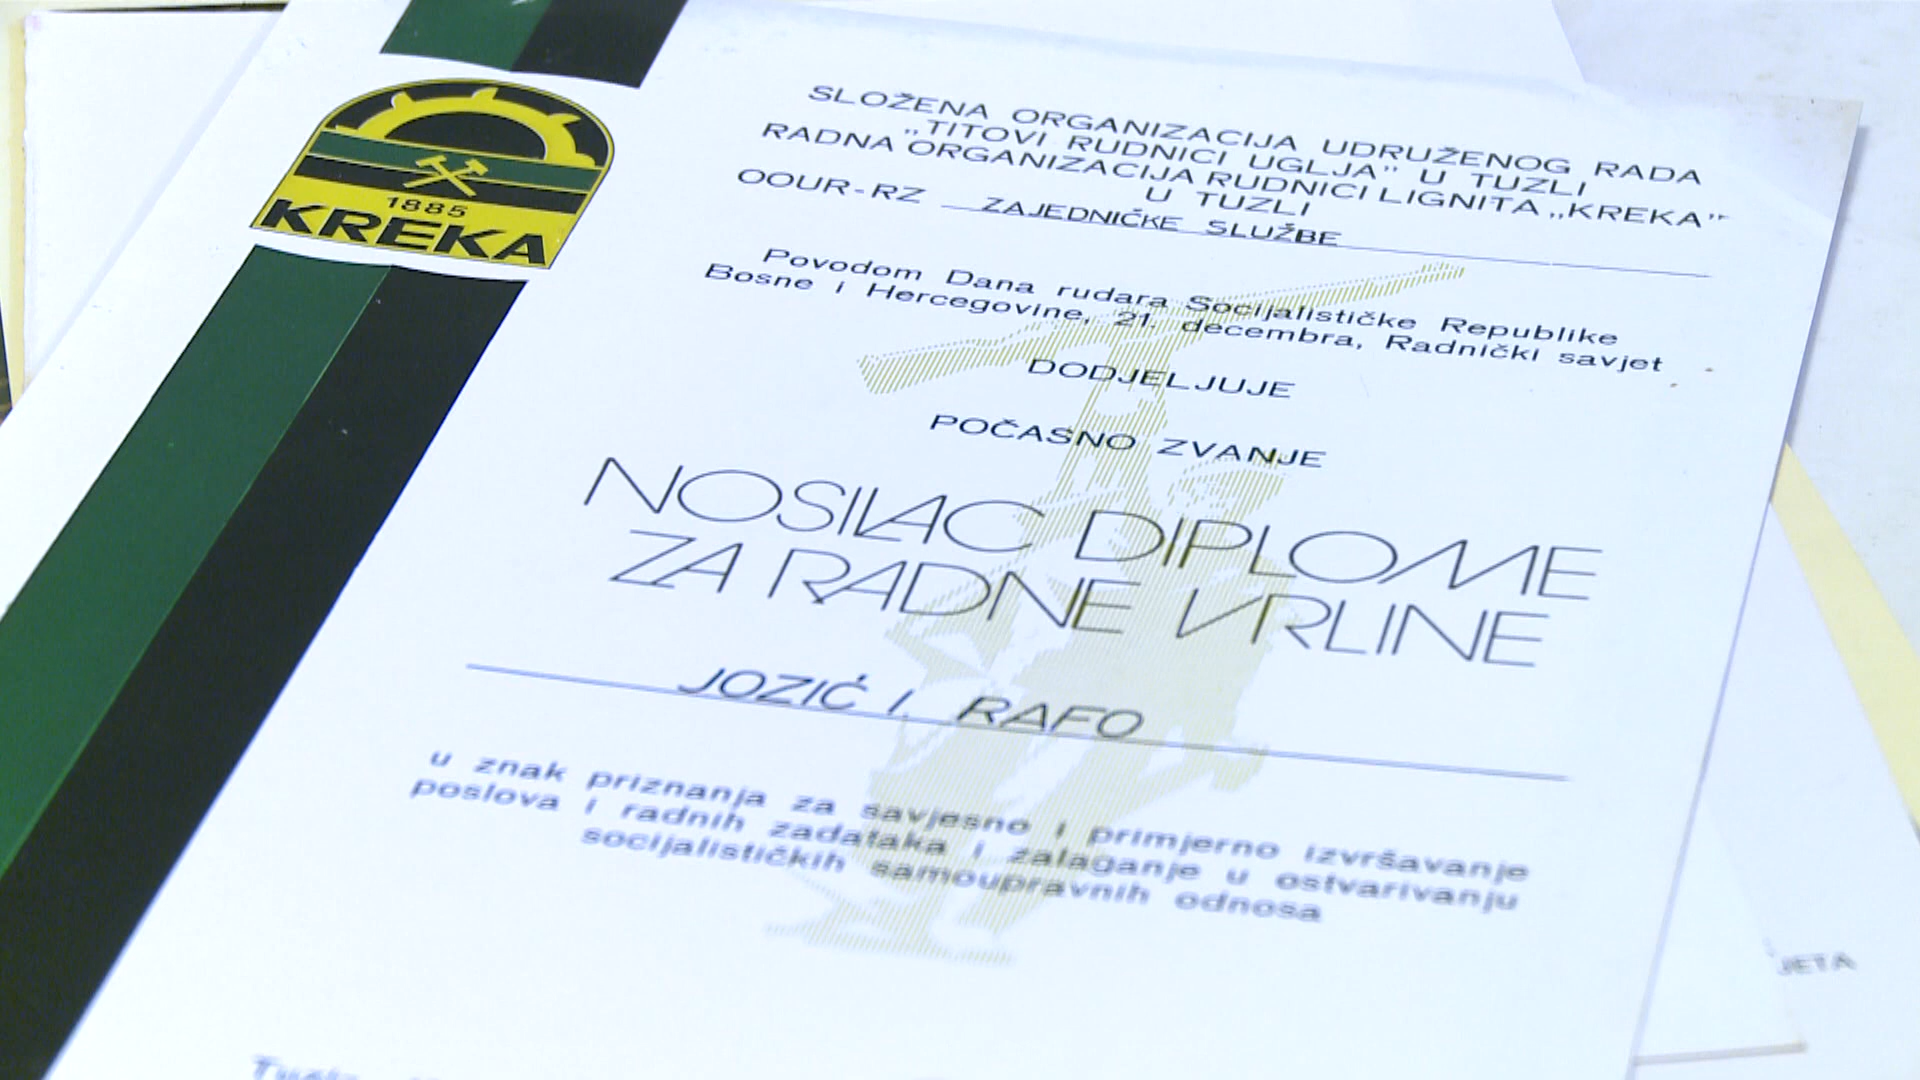 1885
KREKA
SLOŽENA ORGANIZACIJA UDRUŽENOG RADA
„TITOVI RUDNICI UGLJA" U TUZLI
RADNA ORGANIZACIJA RUDNICI LIGNITA „KREKA"
U TUZLI
OOUR-RZ ZAJEDNIČKE SLUŽBE
Povodom Dana rudara Socijalističke Republike
Bosne i Hercegovine, 21. decembra, Radnički savjet
DODJELJUJE
POČASNO ZVANJE
NOSILAC DIPLOME
ZA RADNE VRLINE
JOZIĆ I. RAFO
u znak priznanja za savjesno i primjerno izvršavanje
poslova i radnih zadataka i zalaganje u ostvarivanju
socijalističkih samoupravnih odnosa
JETA